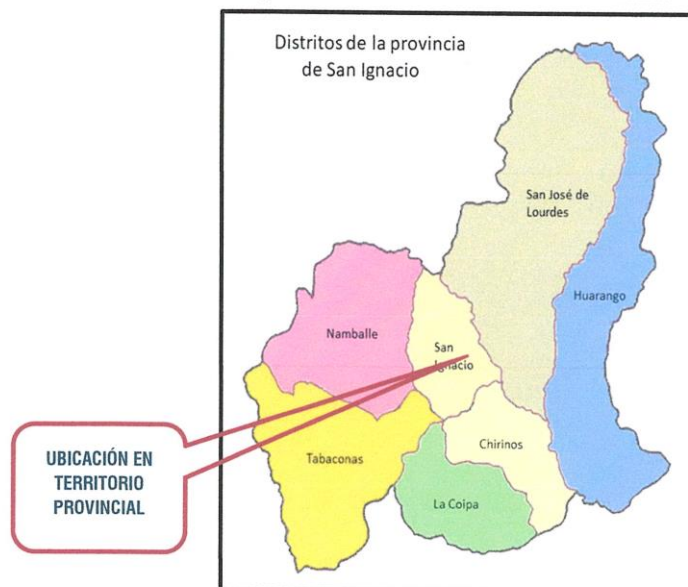 Distritos de la provincia
de San Ignacio
San José de
Lourdes
Huarango
Namballe
San
Ignacio
Chirinos
Tabaconas
La Coipa
UBICACIÓN EN
TERRITORIO
PROVINCIAL